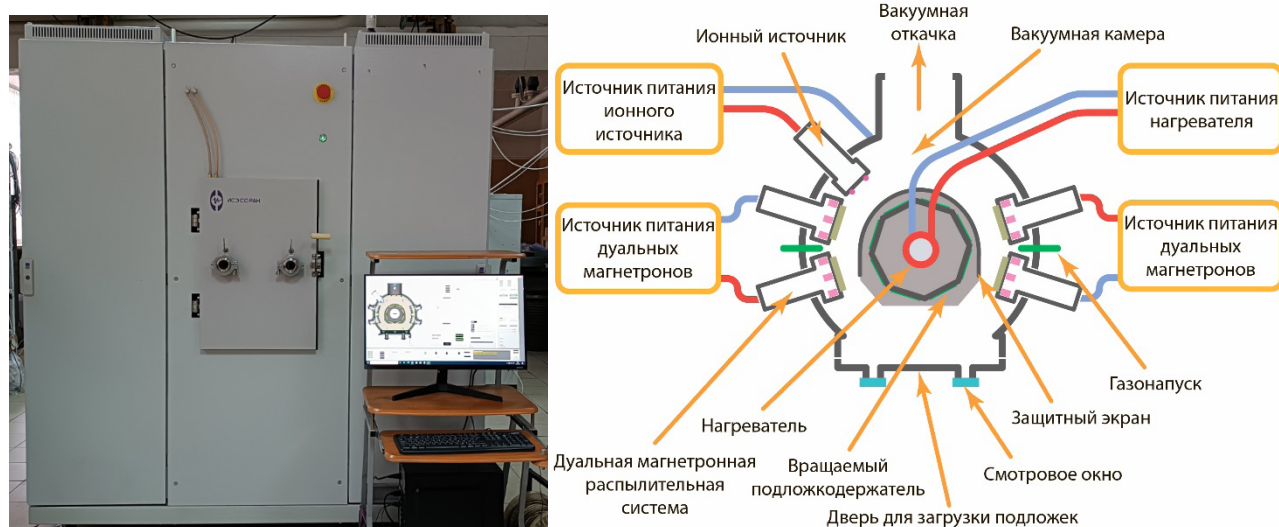 ИСЭ СО РАН
Вакуумная
откачка
Ионный источник
Вакуумная камера
Источник питания
ионного
источника
Источник питания
нагревателя
Источник питания
дуальных
магнетронов
Источник питания
дуальных
магнетронов
Газонапуск
Защитный экран
Нагреватель
Смотровое окно
Дуальная магнетронная
распылительная
система
Вращаемый
подложкодержатель
Дверь для загрузки подложек